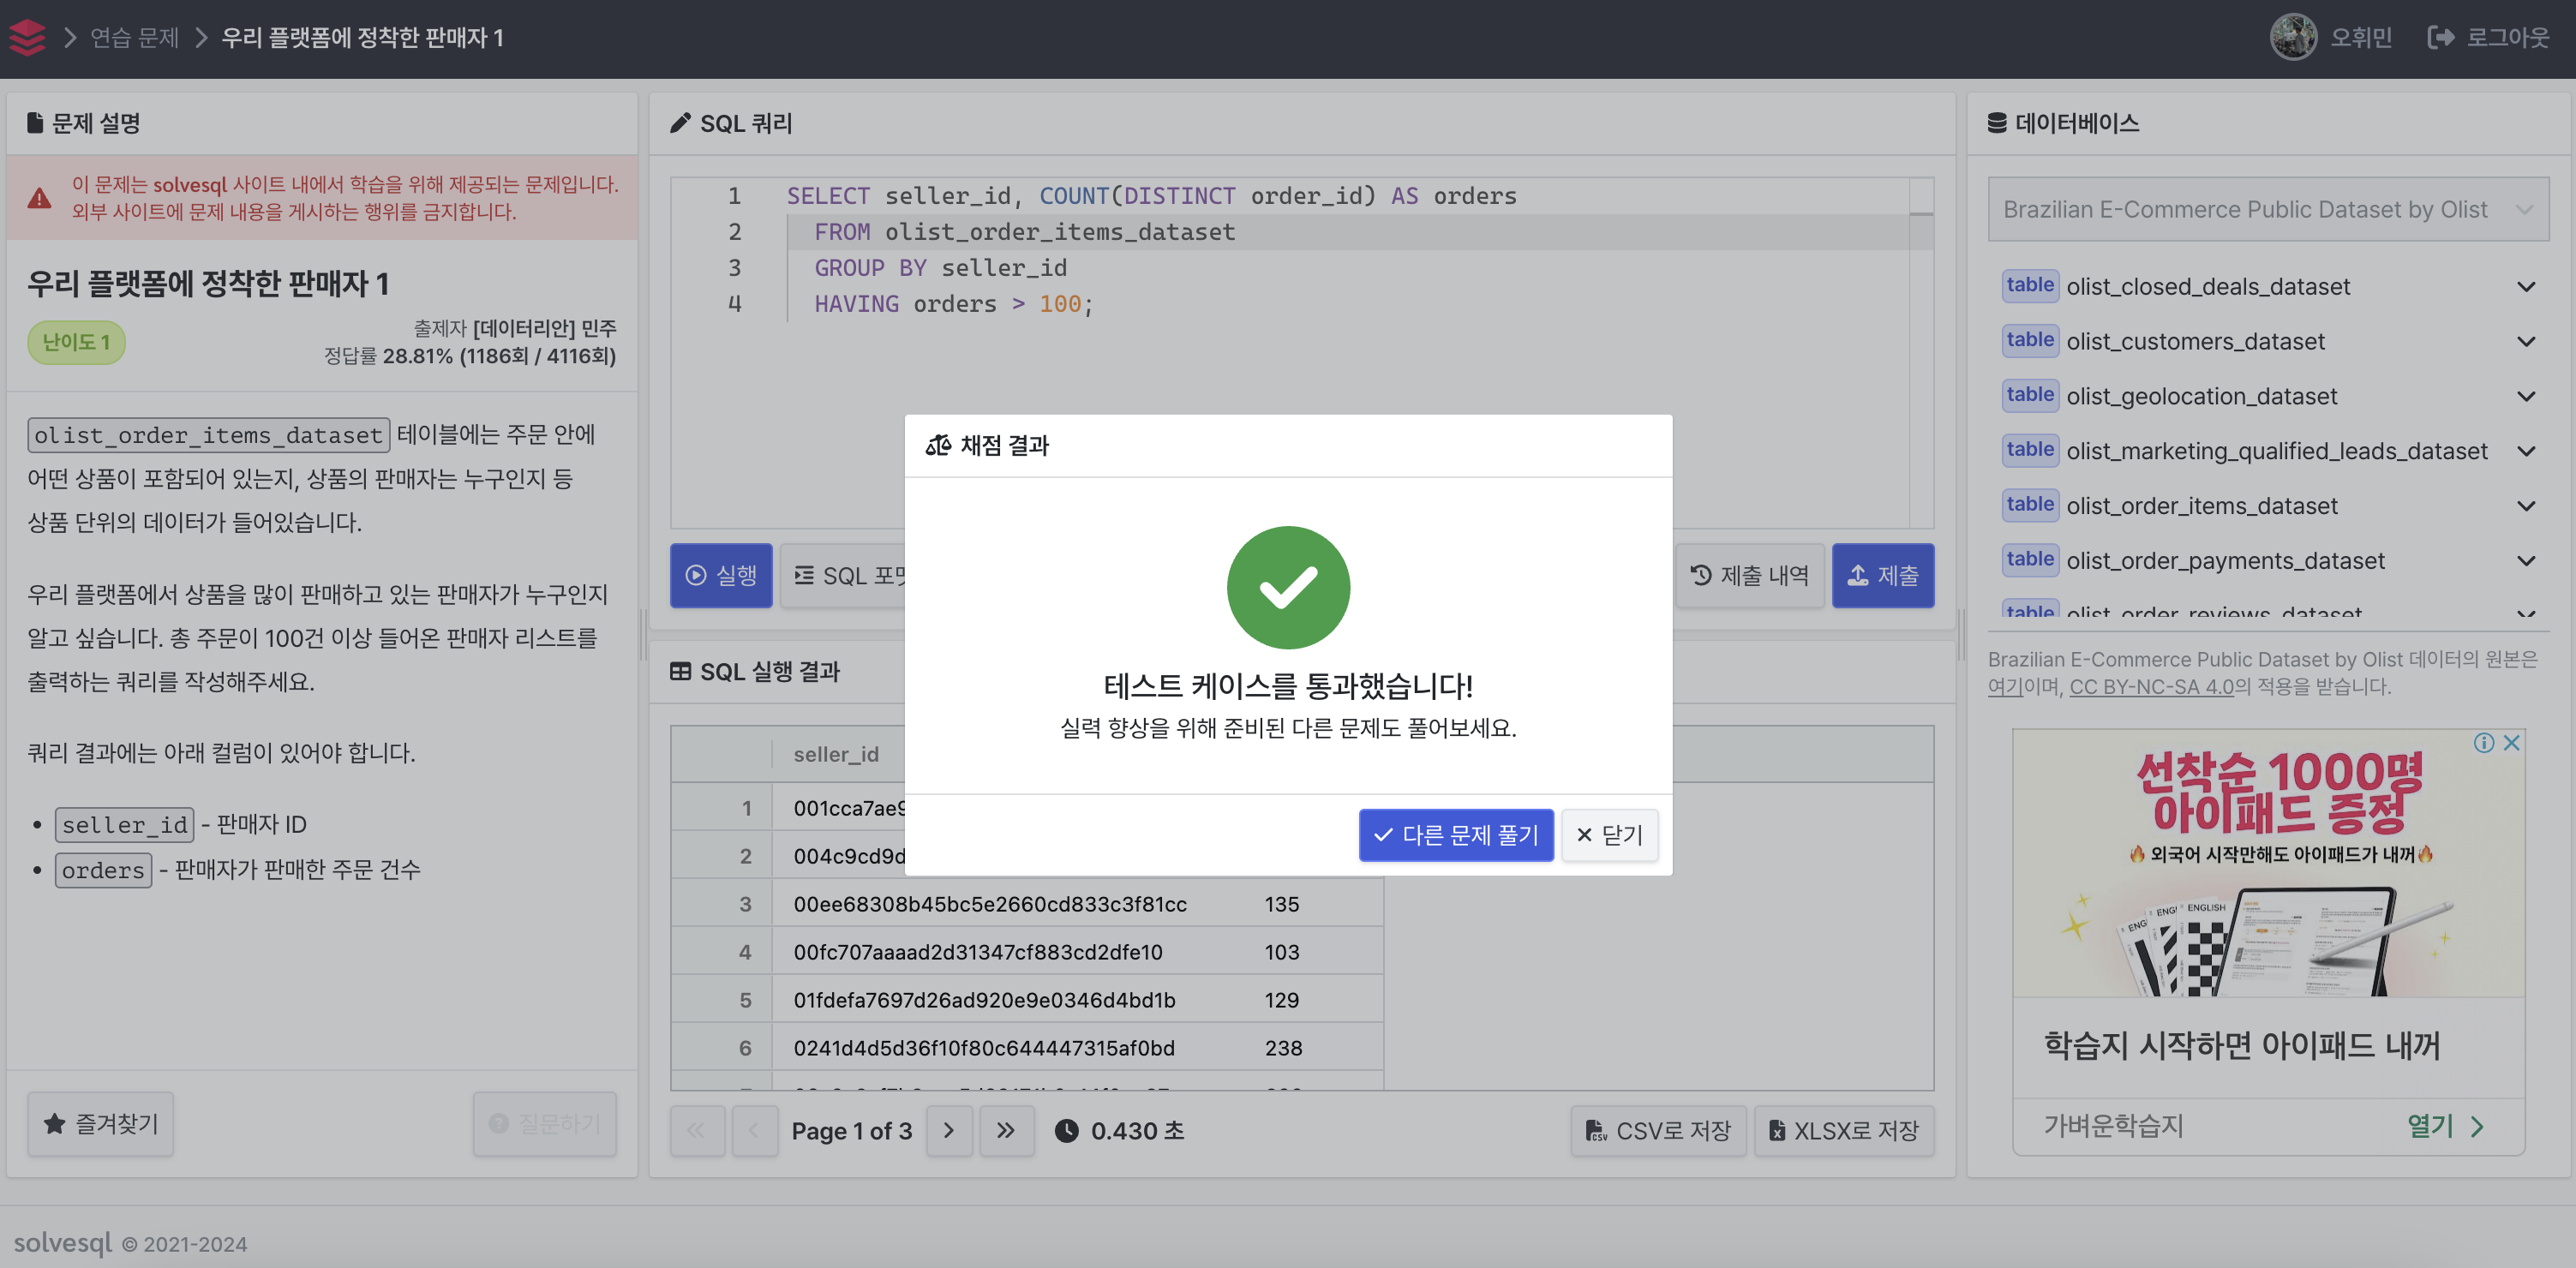 연습 문제
우리 플랫폼에 정착한 판매자 1
오휘민
로그아웃
문제 설명
이 문제는 solvesql 사이트 내에서 학습을 위해 제공되는 문제입니다.
외부 사이트에 문제 내용을 게시하는 행위를 금지합니다.
우리 플랫폼에 정착한 판매자 1
난이도 1
출제자 [데이터리안] 민주
정답률 28.81% (1186회 / 4116회)
olist_order_items_dataset 테이블에는 주문 안에
어떤 상품이 포함되어 있는지, 상품의 판매자는 누구인지 등
상품 단위의 데이터가 들어있습니다.
우리 플랫폼에서 상품을 많이 판매하고 있는 판매자가 누구인지
알고 싶습니다. 총 주문이 100건 이상 들어온 판매자 리스트를
출력하는 쿼리를 작성해주세요.
쿼리 결과에는 아래 컬럼이 있어야 합니다.
• seller_id - 판매자 ID
• orders - 판매자가 판매한 주문 건수
즐겨찾기
질문하기
SQL 쿼리
1 SELECT seller_id, COUNT(DISTINCT order_id) AS orders
2 FROM olist_order_items_dataset
3 GROUP BY seller_id
4 HAVING orders > 100;
실행
SQL 포맷
제출 내역
제출
채점 결과
테스트 케이스를 통과했습니다!
실력 향상을 위해 준비된 다른 문제도 풀어보세요.
다른 문제 풀기
닫기
SQL 실행 결과
seller_id
1 001cca7ae9
2 004c9cd9d
3 00ee68308b45bc5e2660cd833c3f81cc 135
4 00fc707aaaad2d31347cf883cd2dfe10 103
5 01fdefa7697d26ad920e9e0346d4bd1b 129
6 0241d4d5d36f10f80c644447315af0bd 238
Page 1 of 3
0.430 초
CSV로 저장
XLSX로 저장
데이터베이스
Brazilian E-Commerce Public Dataset by Olist
table olist_closed_deals_dataset
table olist_customers_dataset
table olist_geolocation_dataset
table olist_marketing_qualified_leads_dataset
table olist_order_items_dataset
table olist_order_payments_dataset
table olist_order_reviews_dataset
Brazilian E-Commerce Public Dataset by Olist 데이터의 원본은
여기이며, CC BY-NC-SA 4.0의 적용을 받습니다.
선착순 1000명
아이패드 증정
🔥외국어 시작만해도 아이패드가 내꺼🔥
ENGLISH
학습지 시작하면 아이패드 내꺼
가벼운학습지
열기
solvesql © 2021-2024